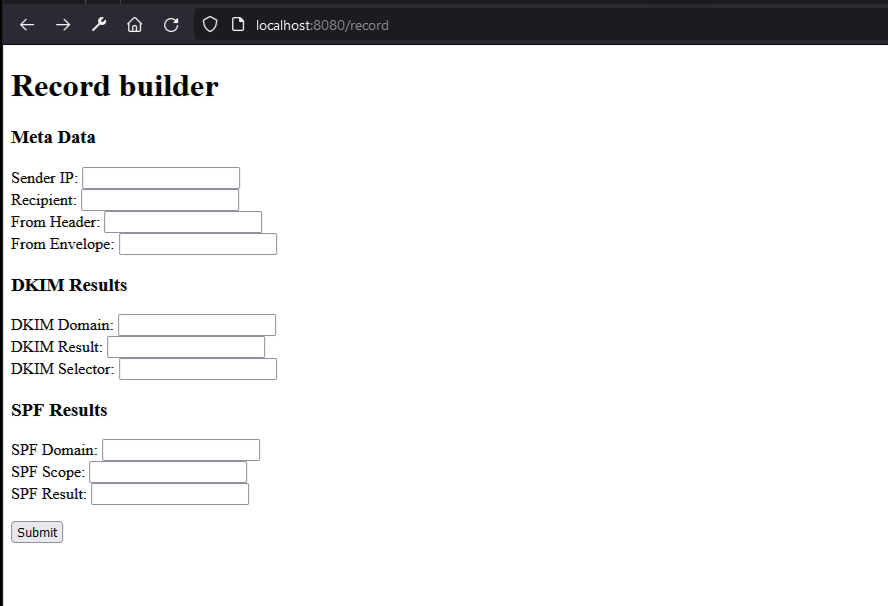 localhost:8080/record
Record builder
Meta Data
Sender IP:
Recipient:
From Header:
From Envelope:
DKIM Results
DKIM Domain:
DKIM Result:
DKIM Selector:
SPF Results
SPF Domain:
SPF Scope:
SPF Result:
Submit